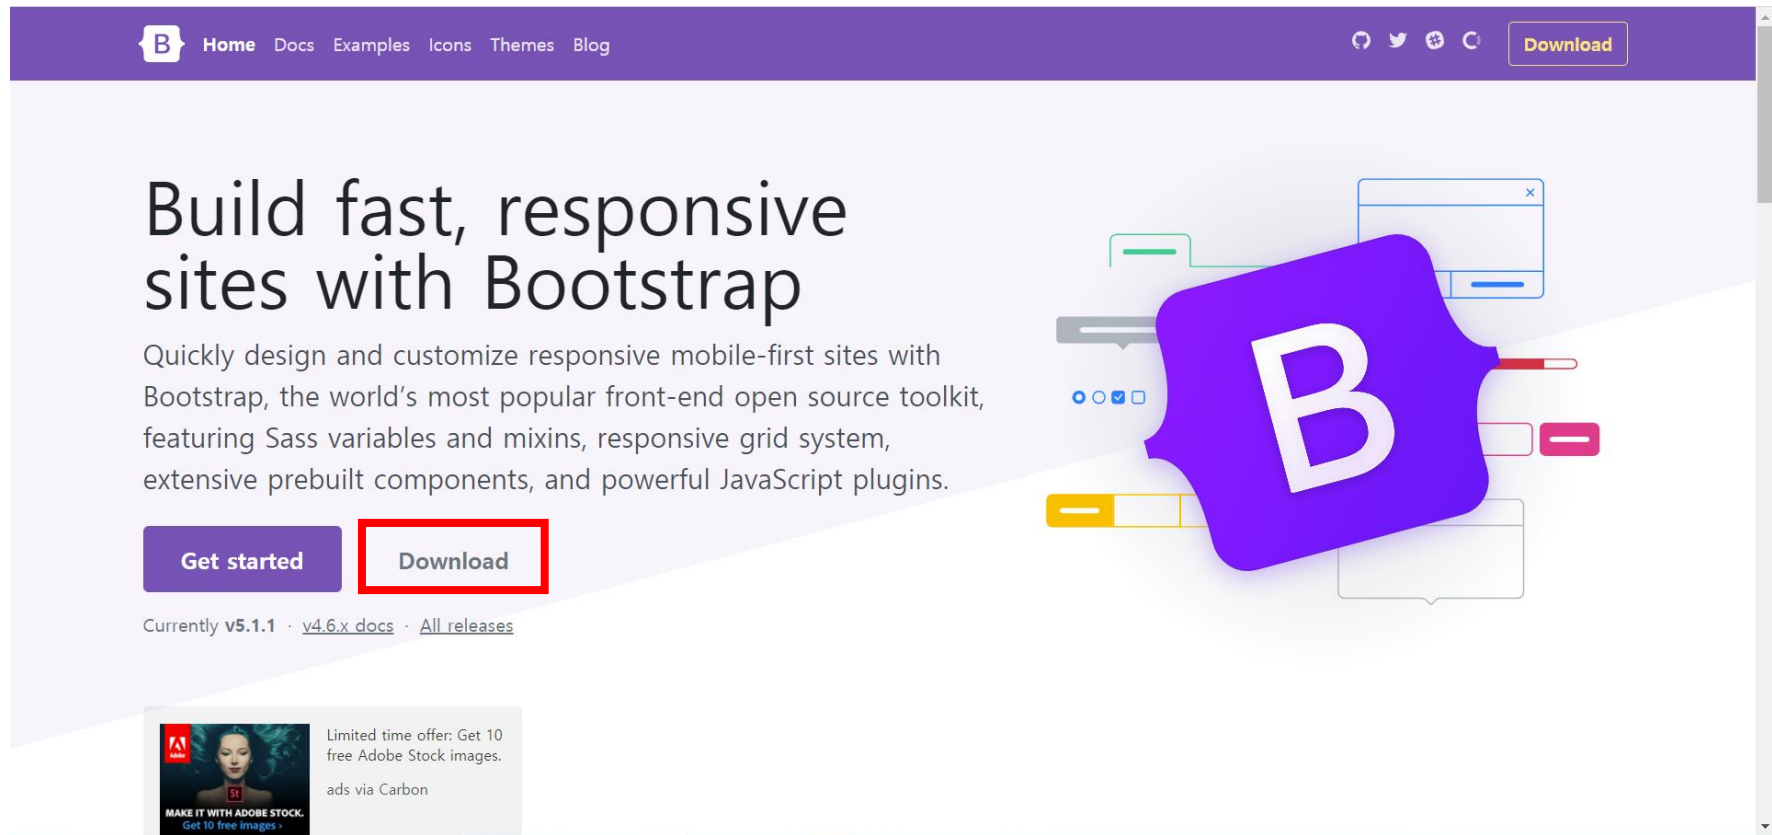 B Home Docs Examples Icons Themes Blog Download
Build fast, responsive
sites with Bootstrap
Quickly design and customize responsive mobile-first sites with
Bootstrap, the world's most popular front-end open source toolkit,
featuring Sass variables and mixins, responsive grid system,
extensive prebuilt components, and powerful JavaScript plugins.
Get started Download
Currently v5.1.1 · v4.6.x docs · All releases
B
Adobe
St
MAKE IT WITH ADOBE STOCK.
Get 10 free images ›
Limited time offer: Get 10
free Adobe Stock images.
ads via Carbon